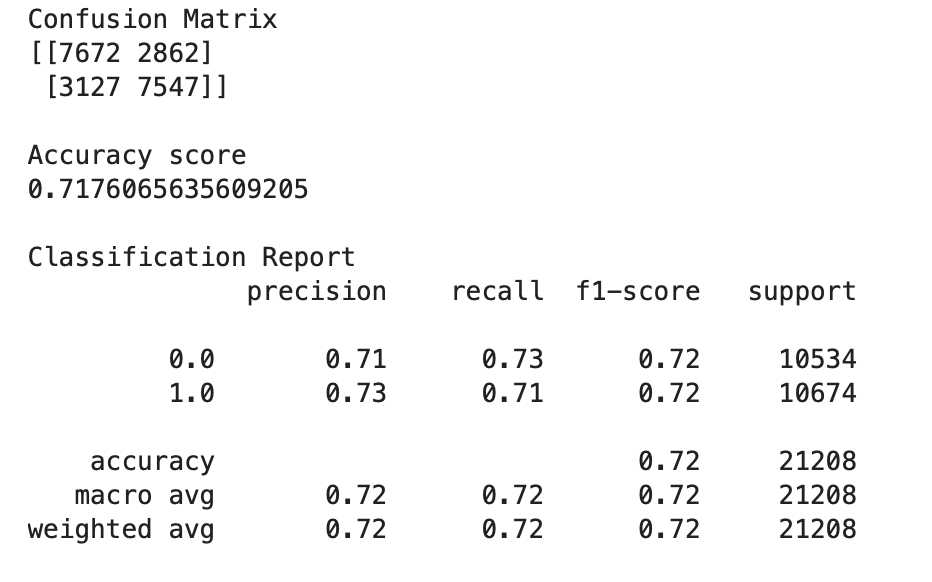 Confusion Matrix
[[7672 2862]
 [3127 7547]]
Accuracy score
0.7176065635609205
Classification Report
              precision    recall  f1-score   support
         0.0       0.71      0.73      0.72     10534
         1.0       0.73      0.71      0.72     10674
    accuracy                           0.72     21208
   macro avg       0.72      0.72      0.72     21208
weighted avg       0.72      0.72      0.72     21208